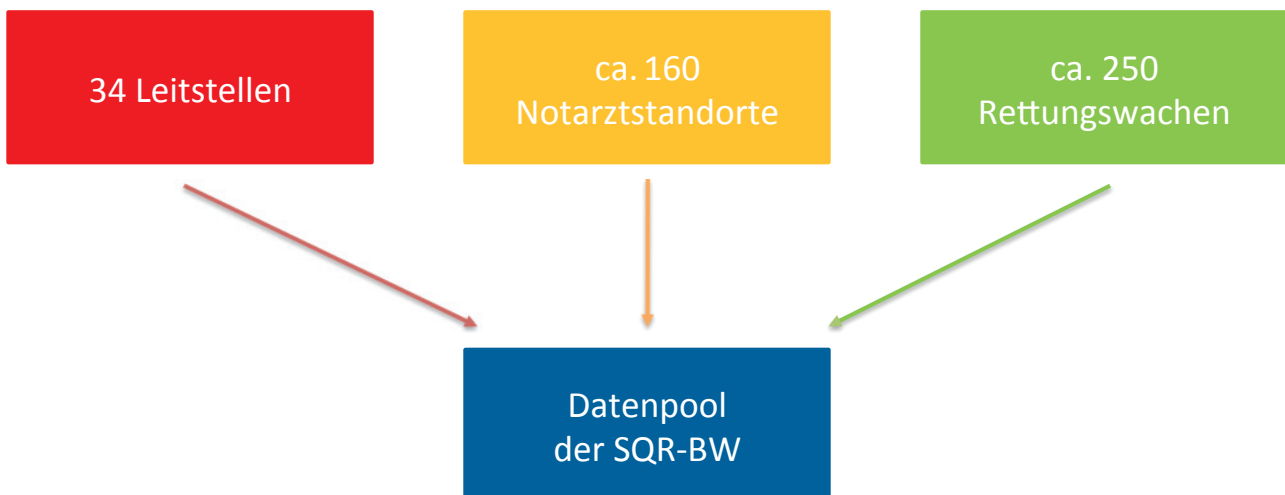 34 Leitstellen
ca. 160
Notarztstandorte
ca. 250
Rettungswachen
Datenpool
der SQR-BW